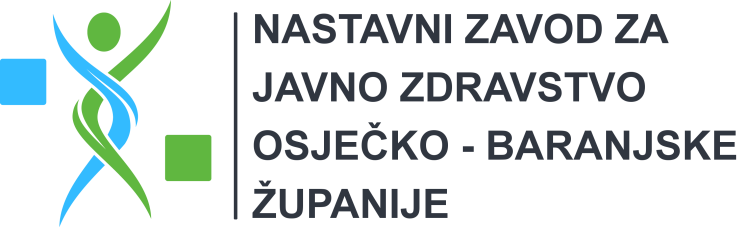 NASTAVNI ZAVOD ZA
JAVNO ZDRAVSTVO
OSJEČKO - BARANJSKE
ŽUPANIJE